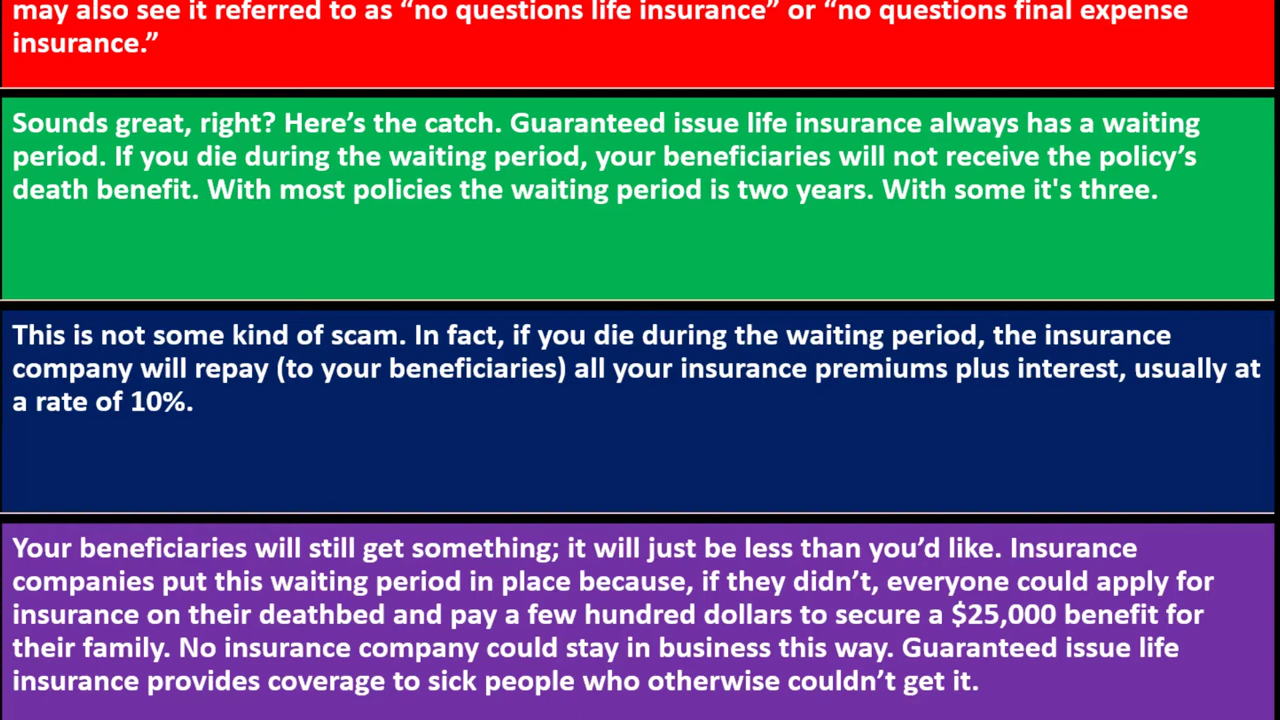 may also see it referred to as “no questions life insurance” or “no questions final expense
insurance.”
Sounds great, right? Here’s the catch. Guaranteed issue life insurance always has a waiting
period. If you die during the waiting period, your beneficiaries will not receive the policy’s
death benefit. With most policies the waiting period is two years. With some it's three.
This is not some kind of scam. In fact, if you die during the waiting period, the insurance
company will repay (to your beneficiaries) all your insurance premiums plus interest, usually at
a rate of 10%.
Your beneficiaries will still get something; it will just be less than you’d like. Insurance
companies put this waiting period in place because, if they didn’t, everyone could apply for
insurance on their deathbed and pay a few hundred dollars to secure a $25,000 benefit for
their family. No insurance company could stay in business this way. Guaranteed issue life
insurance provides coverage to sick people who otherwise couldn’t get it.